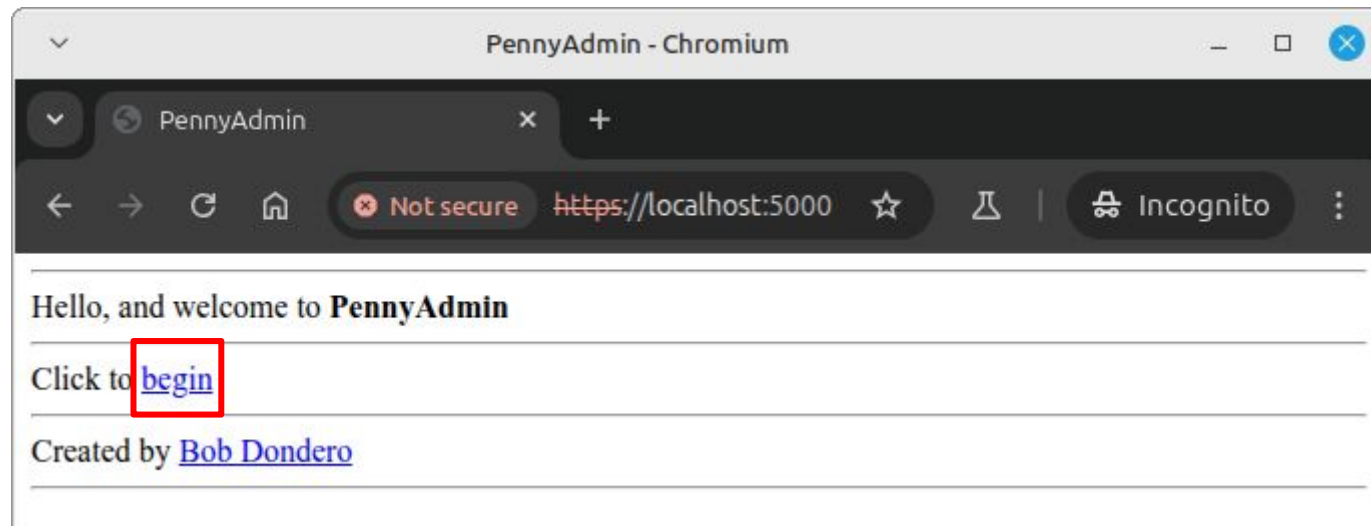 PennyAdmin - Chromium
PennyAdmin
Not secure https://localhost:5000 Incognito
Hello, and welcome to PennyAdmin
Click to begin
Created by Bob Dondero